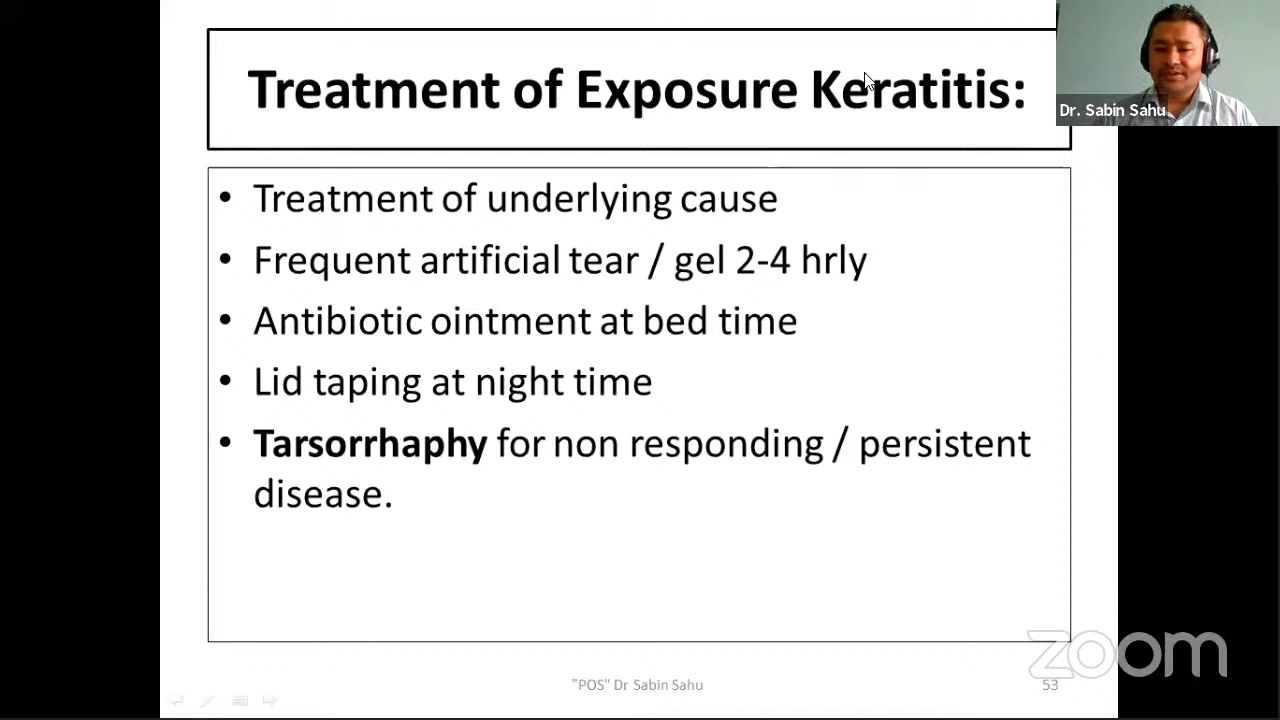 Treatment of Exposure Keratitis:
Dr. Sabin Sahu
• Treatment of underlying cause
• Frequent artificial tear / gel 2-4 hrly
• Antibiotic ointment at bed time
• Lid taping at night time
• Tarsorrhaphy for non responding / persistent
disease.
zoom
"POS" Dr Sabin Sahu
53